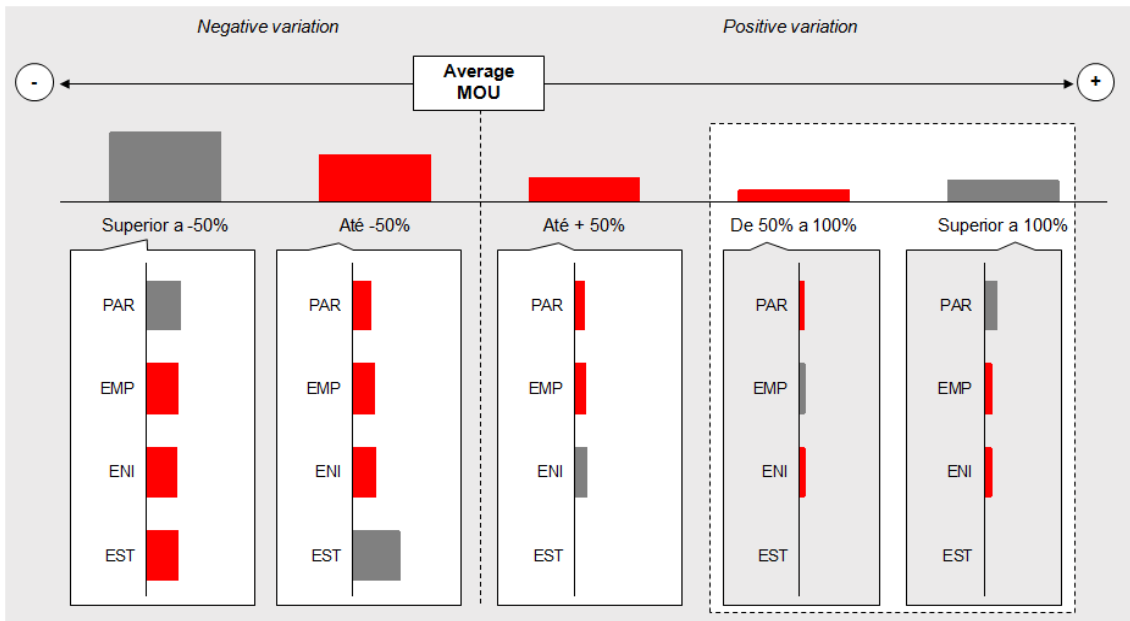 Negative variation
Positive variation
-
Average
MOU
+
Superior a -50%
Até -50%
Até + 50%
De 50% a 100%
Superior a 100%
PAR
EMP
ENI
EST
PAR
EMP
ENI
EST
PAR
EMP
ENI
EST
PAR
EMP
ENI
EST
PAR
EMP
ENI
EST